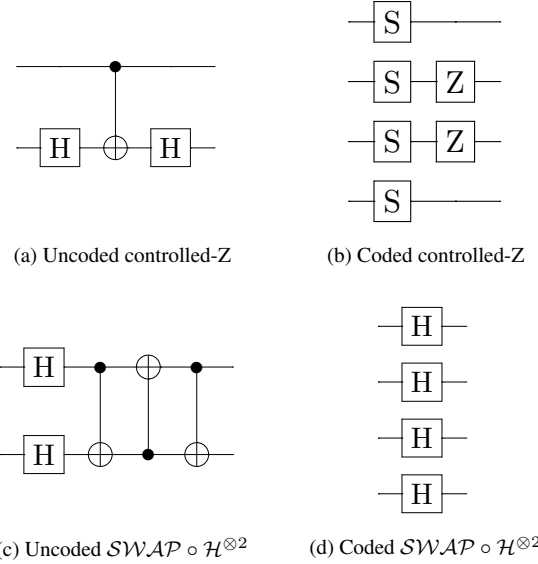 S
S Z
H H
S Z
S
(a) Uncoded controlled-Z
(b) Coded controlled-Z
H
H
H
H
H
H
(c) Uncoded 𝒮𝒲𝒜𝒫 ∘ ℋ⊗2
(d) Coded 𝒮𝒲𝒜𝒫 ∘ ℋ⊗2